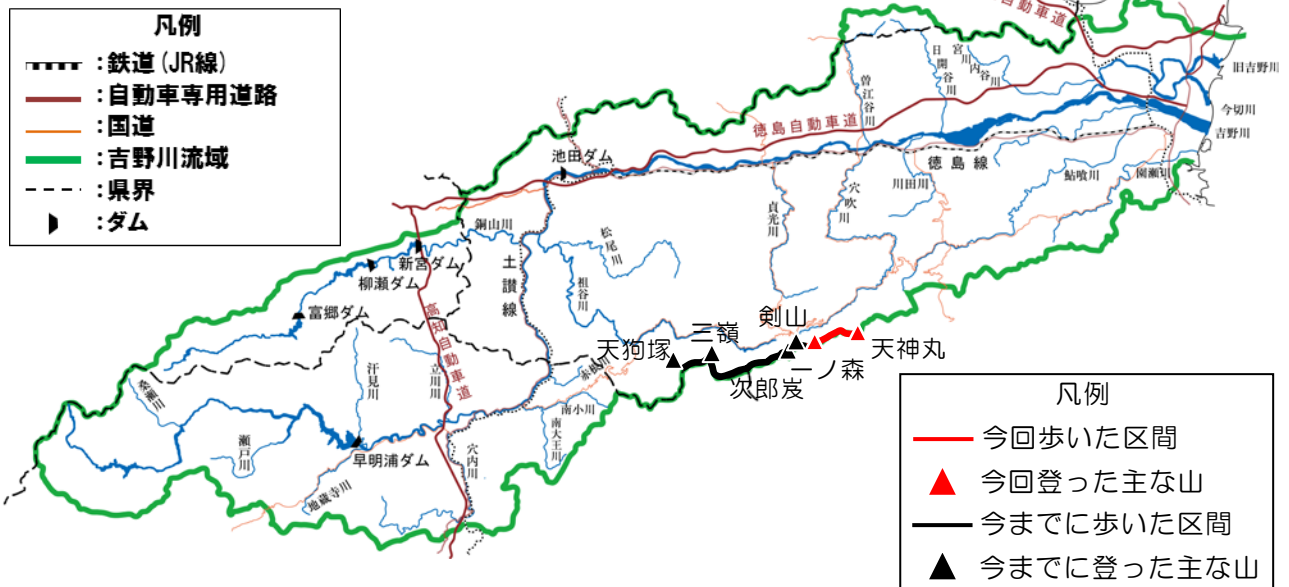 凡例
：鉄道(JR線)
：自動車専用道路
：国道
：吉野川流域
：県界
：ダム
自動車道
旧吉野川
今切川
吉野川
宮川内谷川
日開谷川
曽江谷川
徳島自動車道
徳島線
池田ダム
川田川
鮎喰川
園瀬川
穴吹川
貞光川
銅山川
松尾川
祖谷川
土讃線
新宮ダム
柳瀬ダム
富郷ダム
高知自動車道
剣山
三嶺
天狗塚
天神丸
一ノ森
次郎岌
赤根川
南小川
南大王川
立川川
汗見川
桑瀬川
瀬戸川
早明浦ダム
穴内川
地蔵寺川
凡例
今回歩いた区間
今回登った主な山
今までに歩いた区間
今までに登った主な山